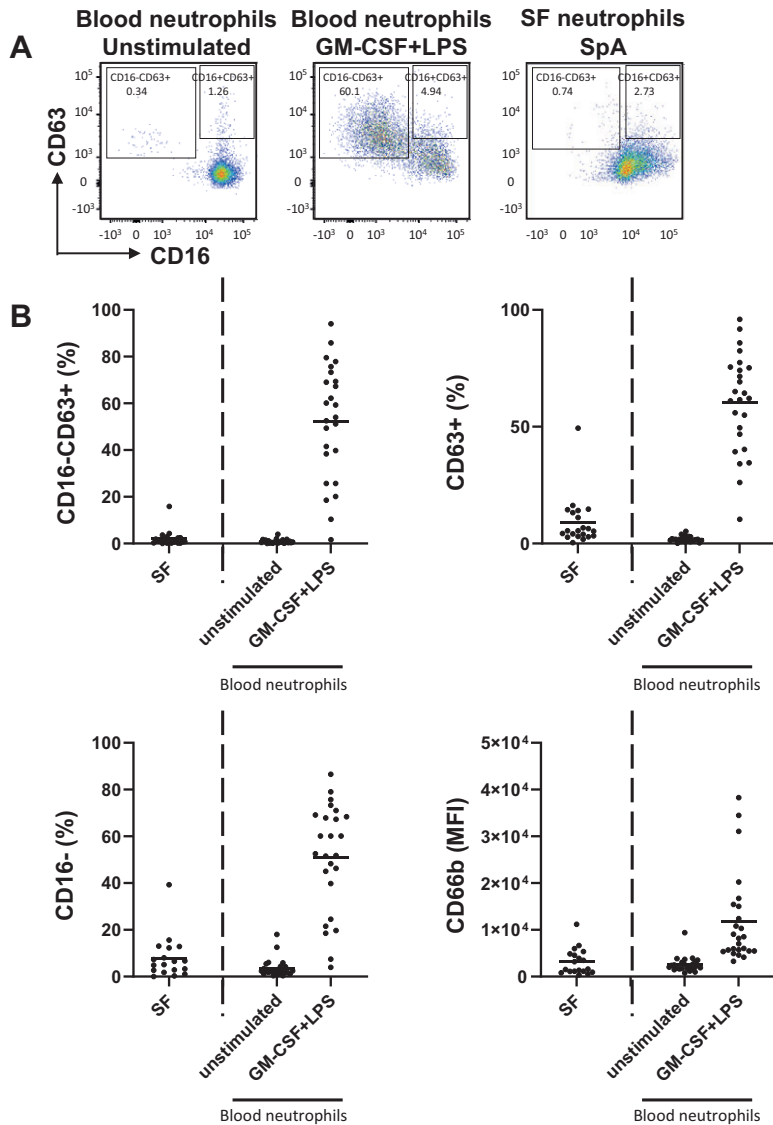 Blood neutrophils
Unstimulated
Blood neutrophils
GM-CSF+LPS
SF neutrophils
SpA
A
CD63
CD16
10⁵
10⁴
10³
0
-10³
CD16-CD63+
0.34
CD16+CD63+
1.26
-10³ 0 10³ 10⁴ 10⁵
10⁵
10⁴
10³
0
-10³
CD16-CD63+
60.1
CD16+CD63+
4.94
-10³ 0 10³ 10⁴ 10⁵
10⁵
10⁴
10³
0
-10³
CD16-CD63+
0.74
CD16+CD63+
2.73
-10³ 0 10³ 10⁴ 10⁵
B
CD16-CD63+ (%)
100
80
60
40
20
0
SF
unstimulated
GM-CSF+LPS
Blood neutrophils
CD63+ (%)
100
50
0
SF
unstimulated
GM-CSF+LPS
Blood neutrophils
CD16- (%)
100
80
60
40
20
0
SF
unstimulated
GM-CSF+LPS
Blood neutrophils
CD66b (MFI)
5×10⁴
4×10⁴
3×10⁴
2×10⁴
1×10⁴
0
SF
unstimulated
GM-CSF+LPS
Blood neutrophils